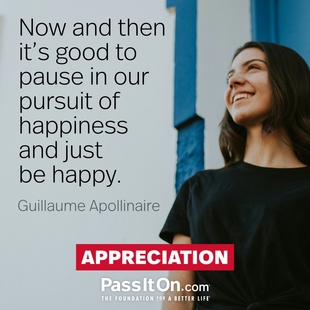 Now and then
it's good to
pause in our
pursuit of
happiness
and just
be happy.
Guillaume Apollinaire
APPRECIATION
PassItOn.com®
THE FOUNDATION FOR A BETTER LIFE®